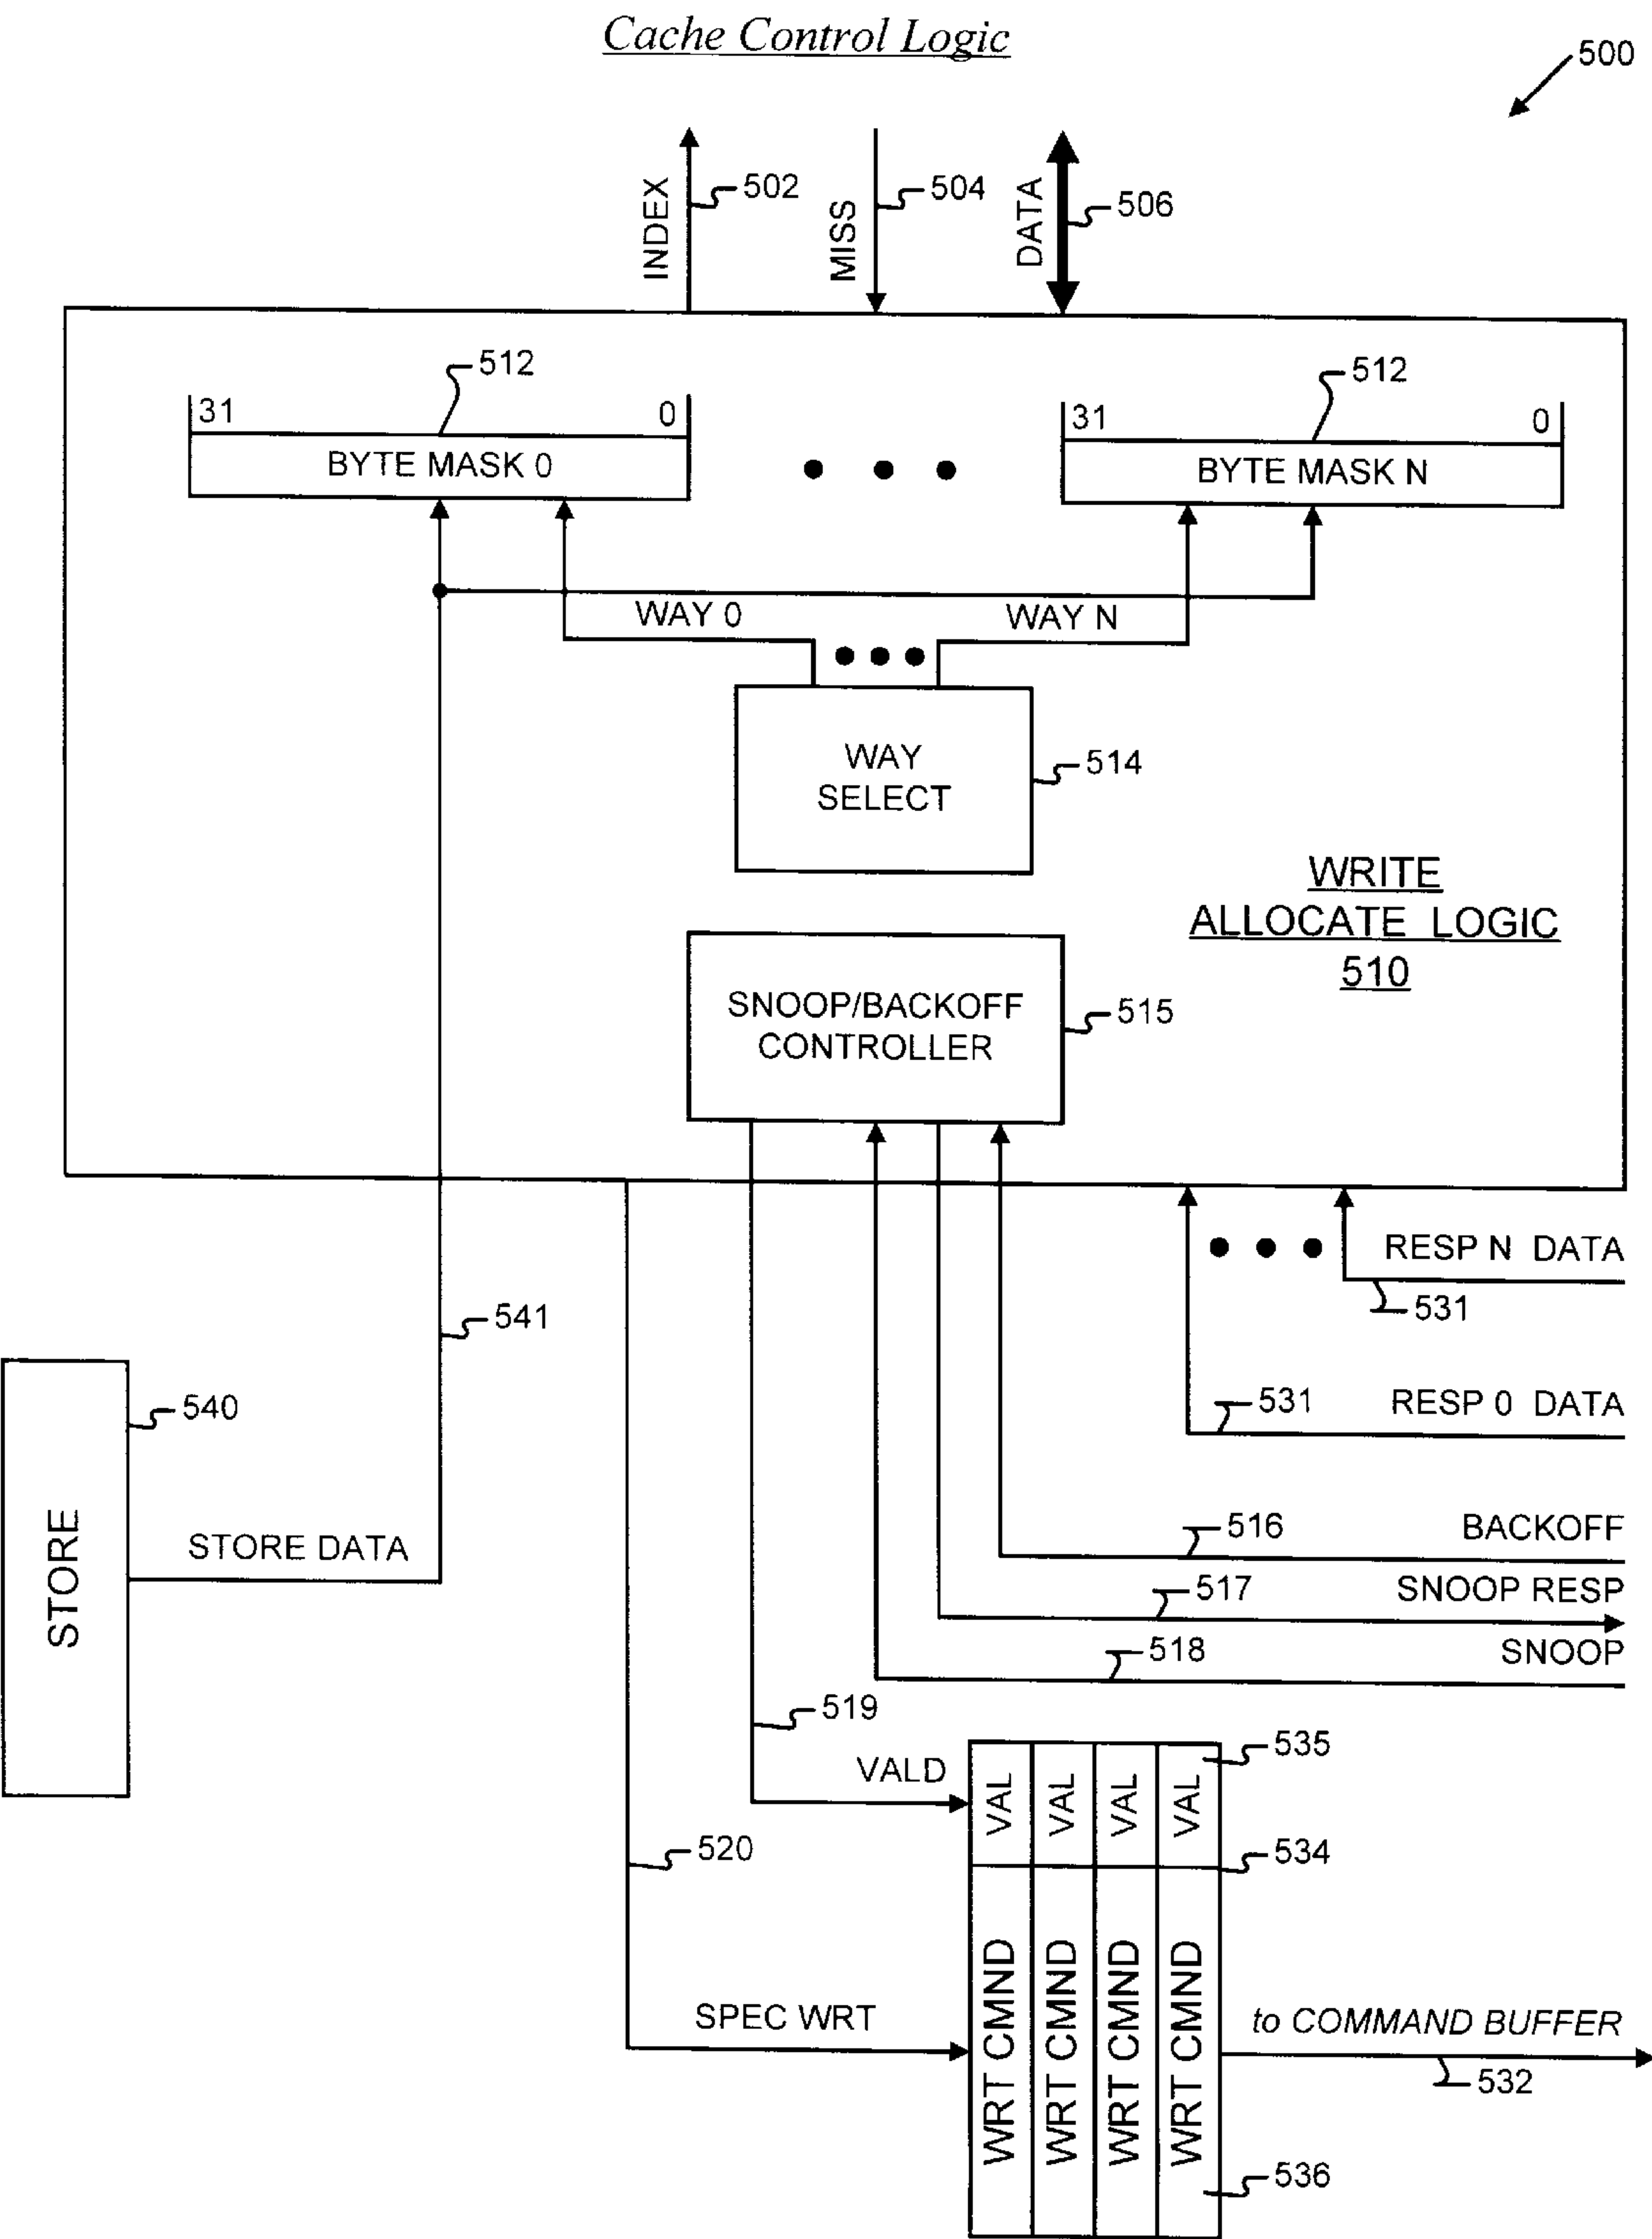 Cache Control Logic
500
INDEX
502
MISS
504
DATA
506
512
512
31
0
31
0
BYTE MASK 0
BYTE MASK N
WAY 0
WAY N
WAY
SELECT
514
WRITE
ALLOCATE LOGIC
510
SNOOP/BACKOFF
CONTROLLER
515
RESP N DATA
531
541
540
531
RESP 0 DATA
STORE
STORE DATA
516
BACKOFF
517
SNOOP RESP
518
SNOOP
519
VALD
VAL
VAL
VAL
VAL
535
520
534
SPEC WRT
WRT CMND
WRT CMND
WRT CMND
WRT CMND
to COMMAND BUFFER
532
536